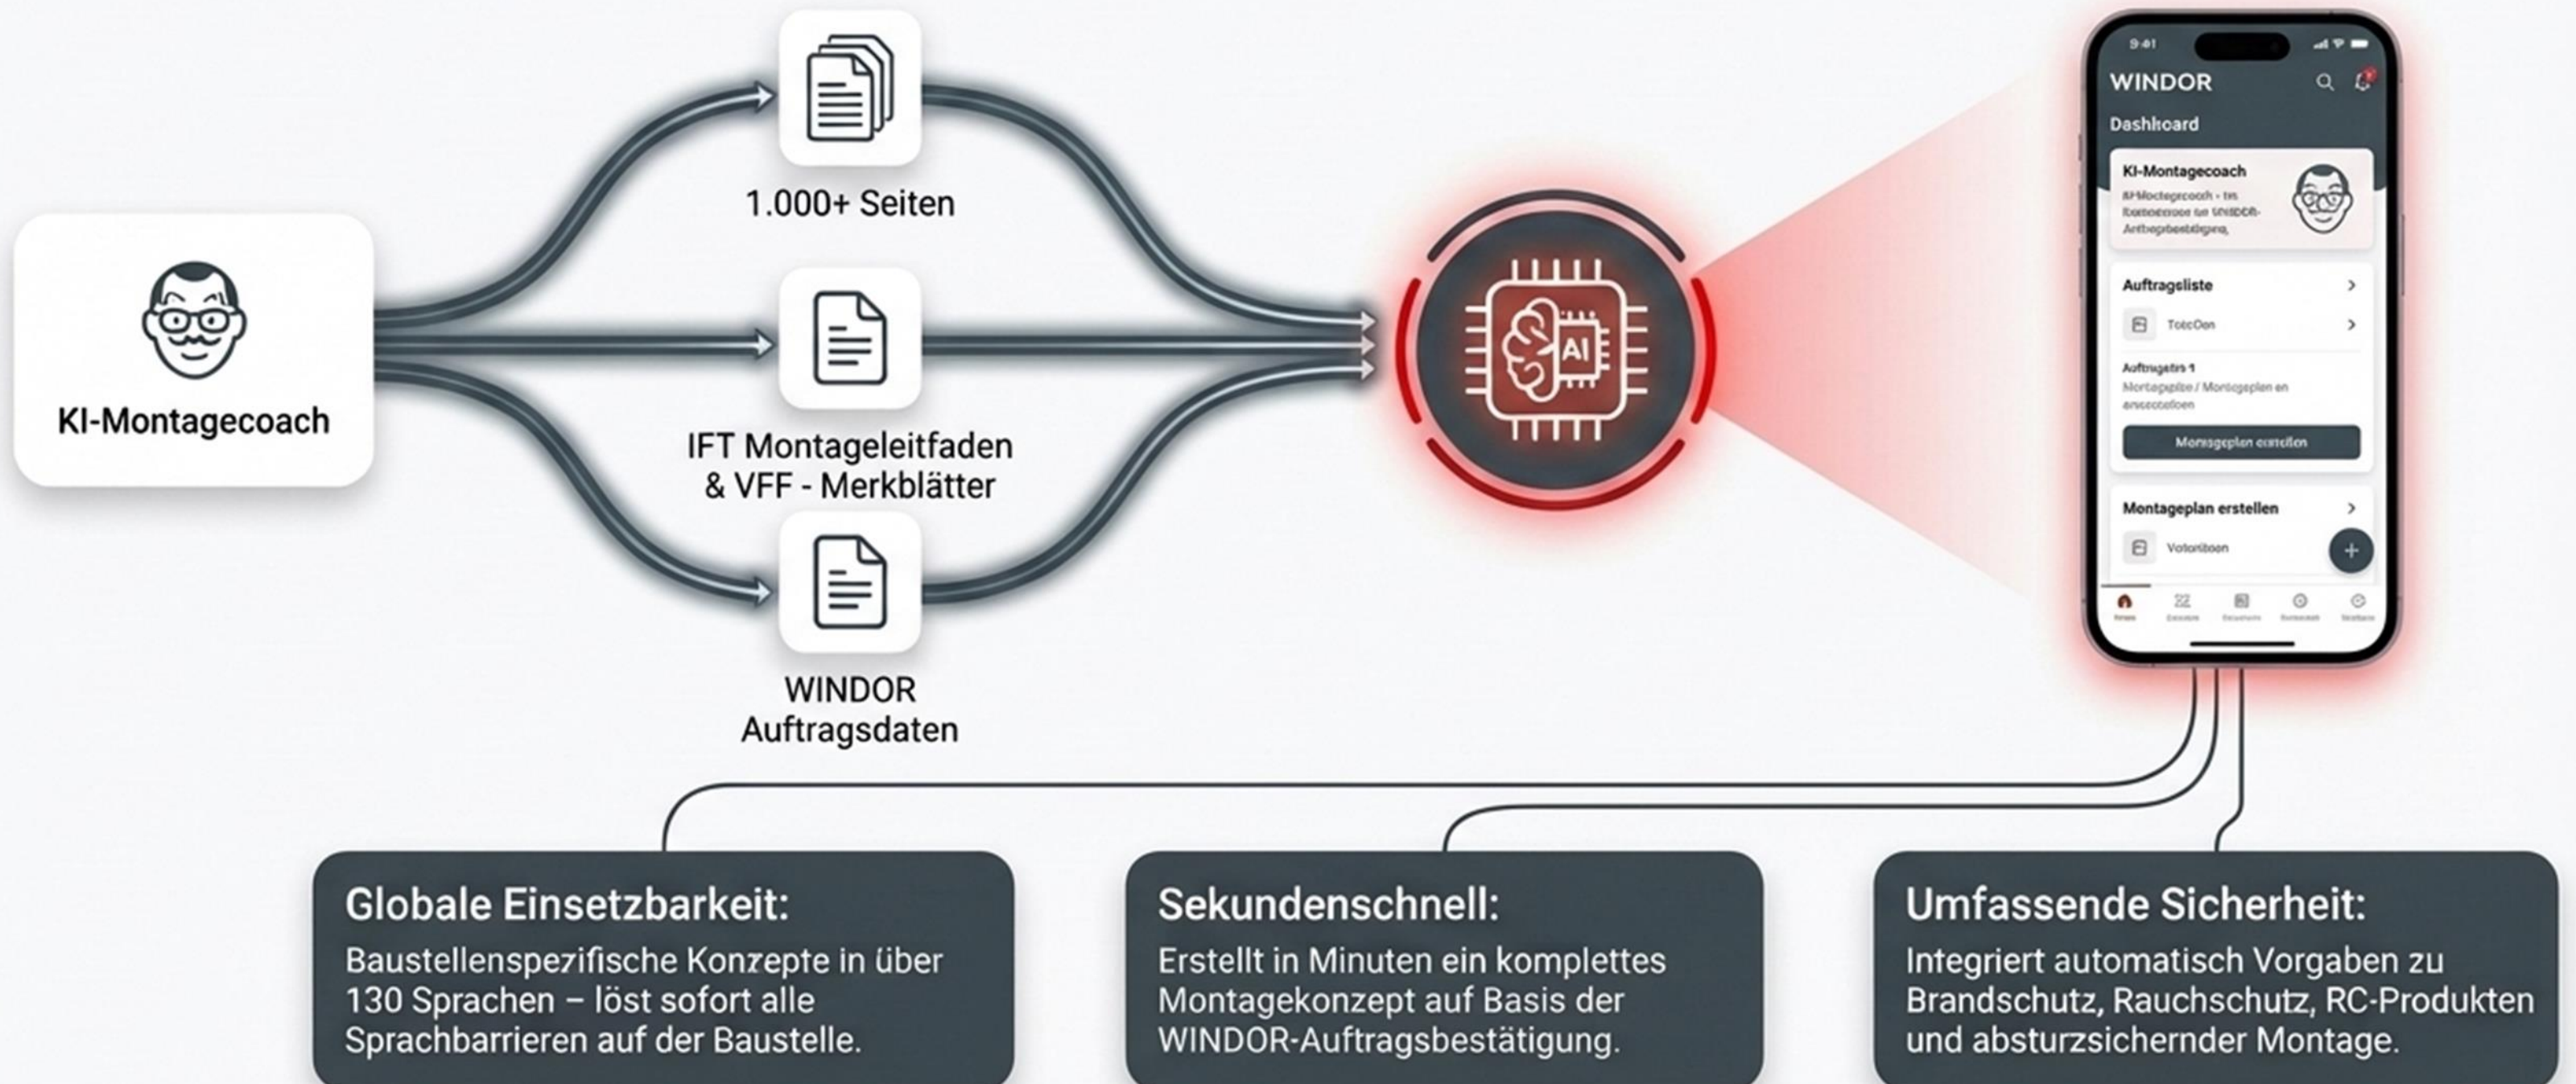 1.000+ Seiten
KI-Montagecoach
IFT Montageleitfaden
& VFF - Merkblätter
WINDOR
Auftragsdaten
AI
9:41
WINDOR
KI-Montagecoach
Auftragsliste
Montageplan erstellen
Globale Einsetzbarkeit:
Baustellenspezifische Konzepte in über
130 Sprachen – löst sofort alle
Sprachbarrieren auf der Baustelle.
Sekundenschnell:
Erstellt in Minuten ein komplettes
Montagekonzept auf Basis der
WINDOR-Auftragsbestätigung.
Umfassende Sicherheit:
Integriert automatisch Vorgaben zu
Brandschutz, Rauchschutz, RC-Produkten
und absturzsichernder Montage.